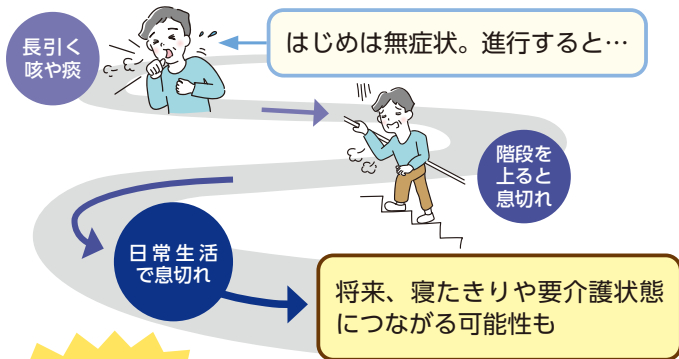 はじめは無症状。進行すると…
長引く
咳や痰
階段を
上ると
息切れ
日常生活
で息切れ
将来、寝たきりや要介護状態
につながる可能性も